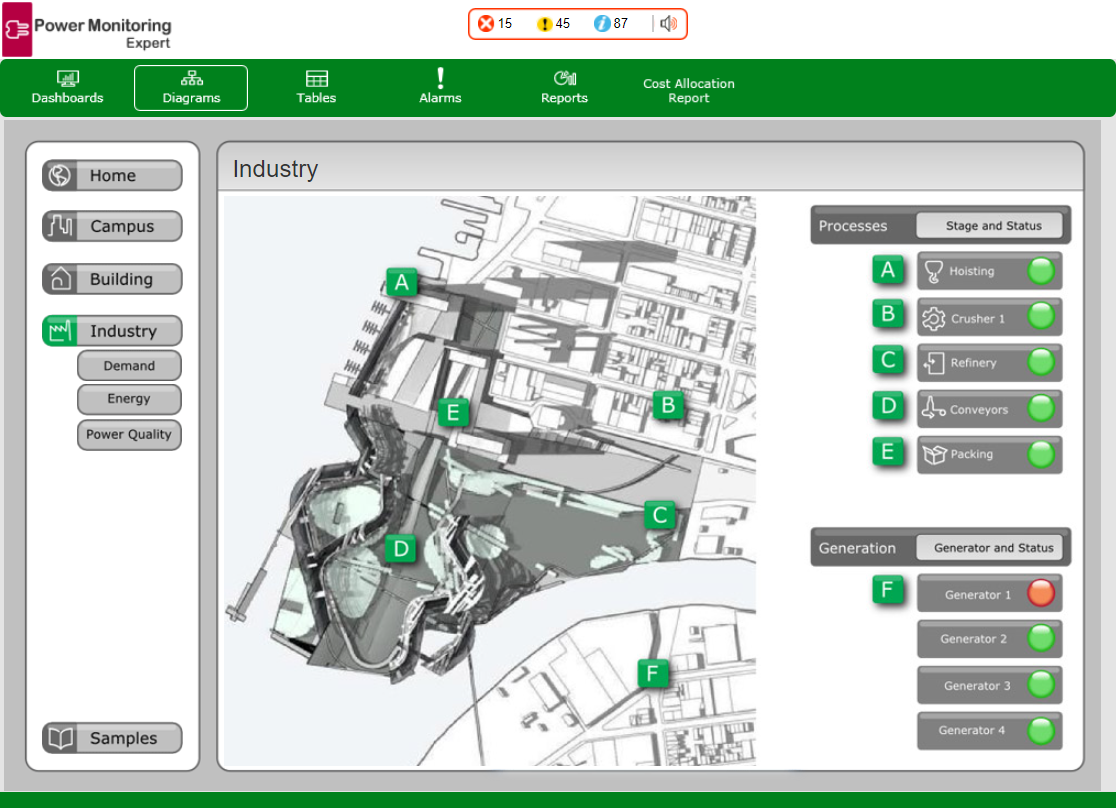 Power Monitoring
Expert
15 45 87
Dashboards
Diagrams
Tables
Alarms
Reports
Cost Allocation
Report
Home
Campus
Building
Industry
Demand
Energy
Power Quality
Samples
Industry
A
B
E
C
D
F
Processes Stage and Status
A Hoisting
B Crusher 1
C Refinery
D Conveyors
E Packing
Generation Generator and Status
F Generator 1
Generator 2
Generator 3
Generator 4